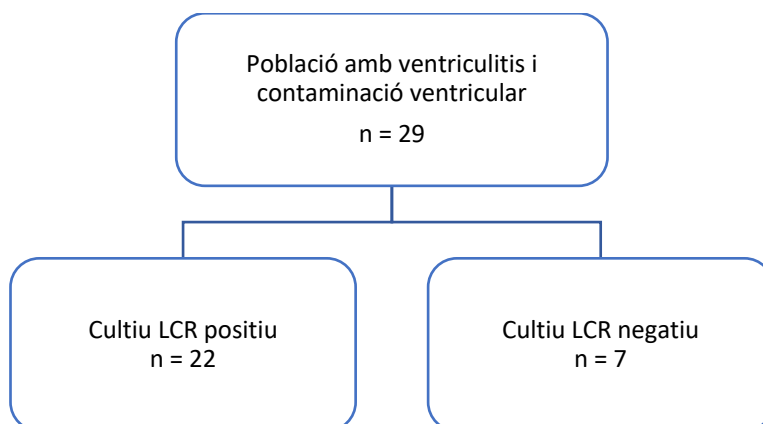 Població amb ventriculitis i
contaminació ventricular
n = 29
Cultiu LCR positiu
n = 22
Cultiu LCR negatiu
n = 7